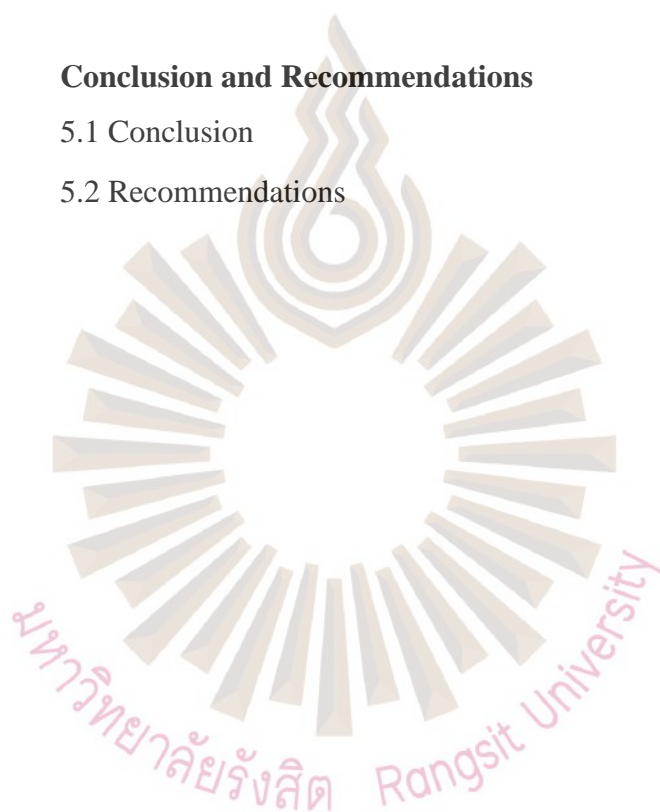 Conclusion and Recommendations
5.1 Conclusion
5.2 Recommendations
มหาวิทยาลัยรังสิต Rangsit University